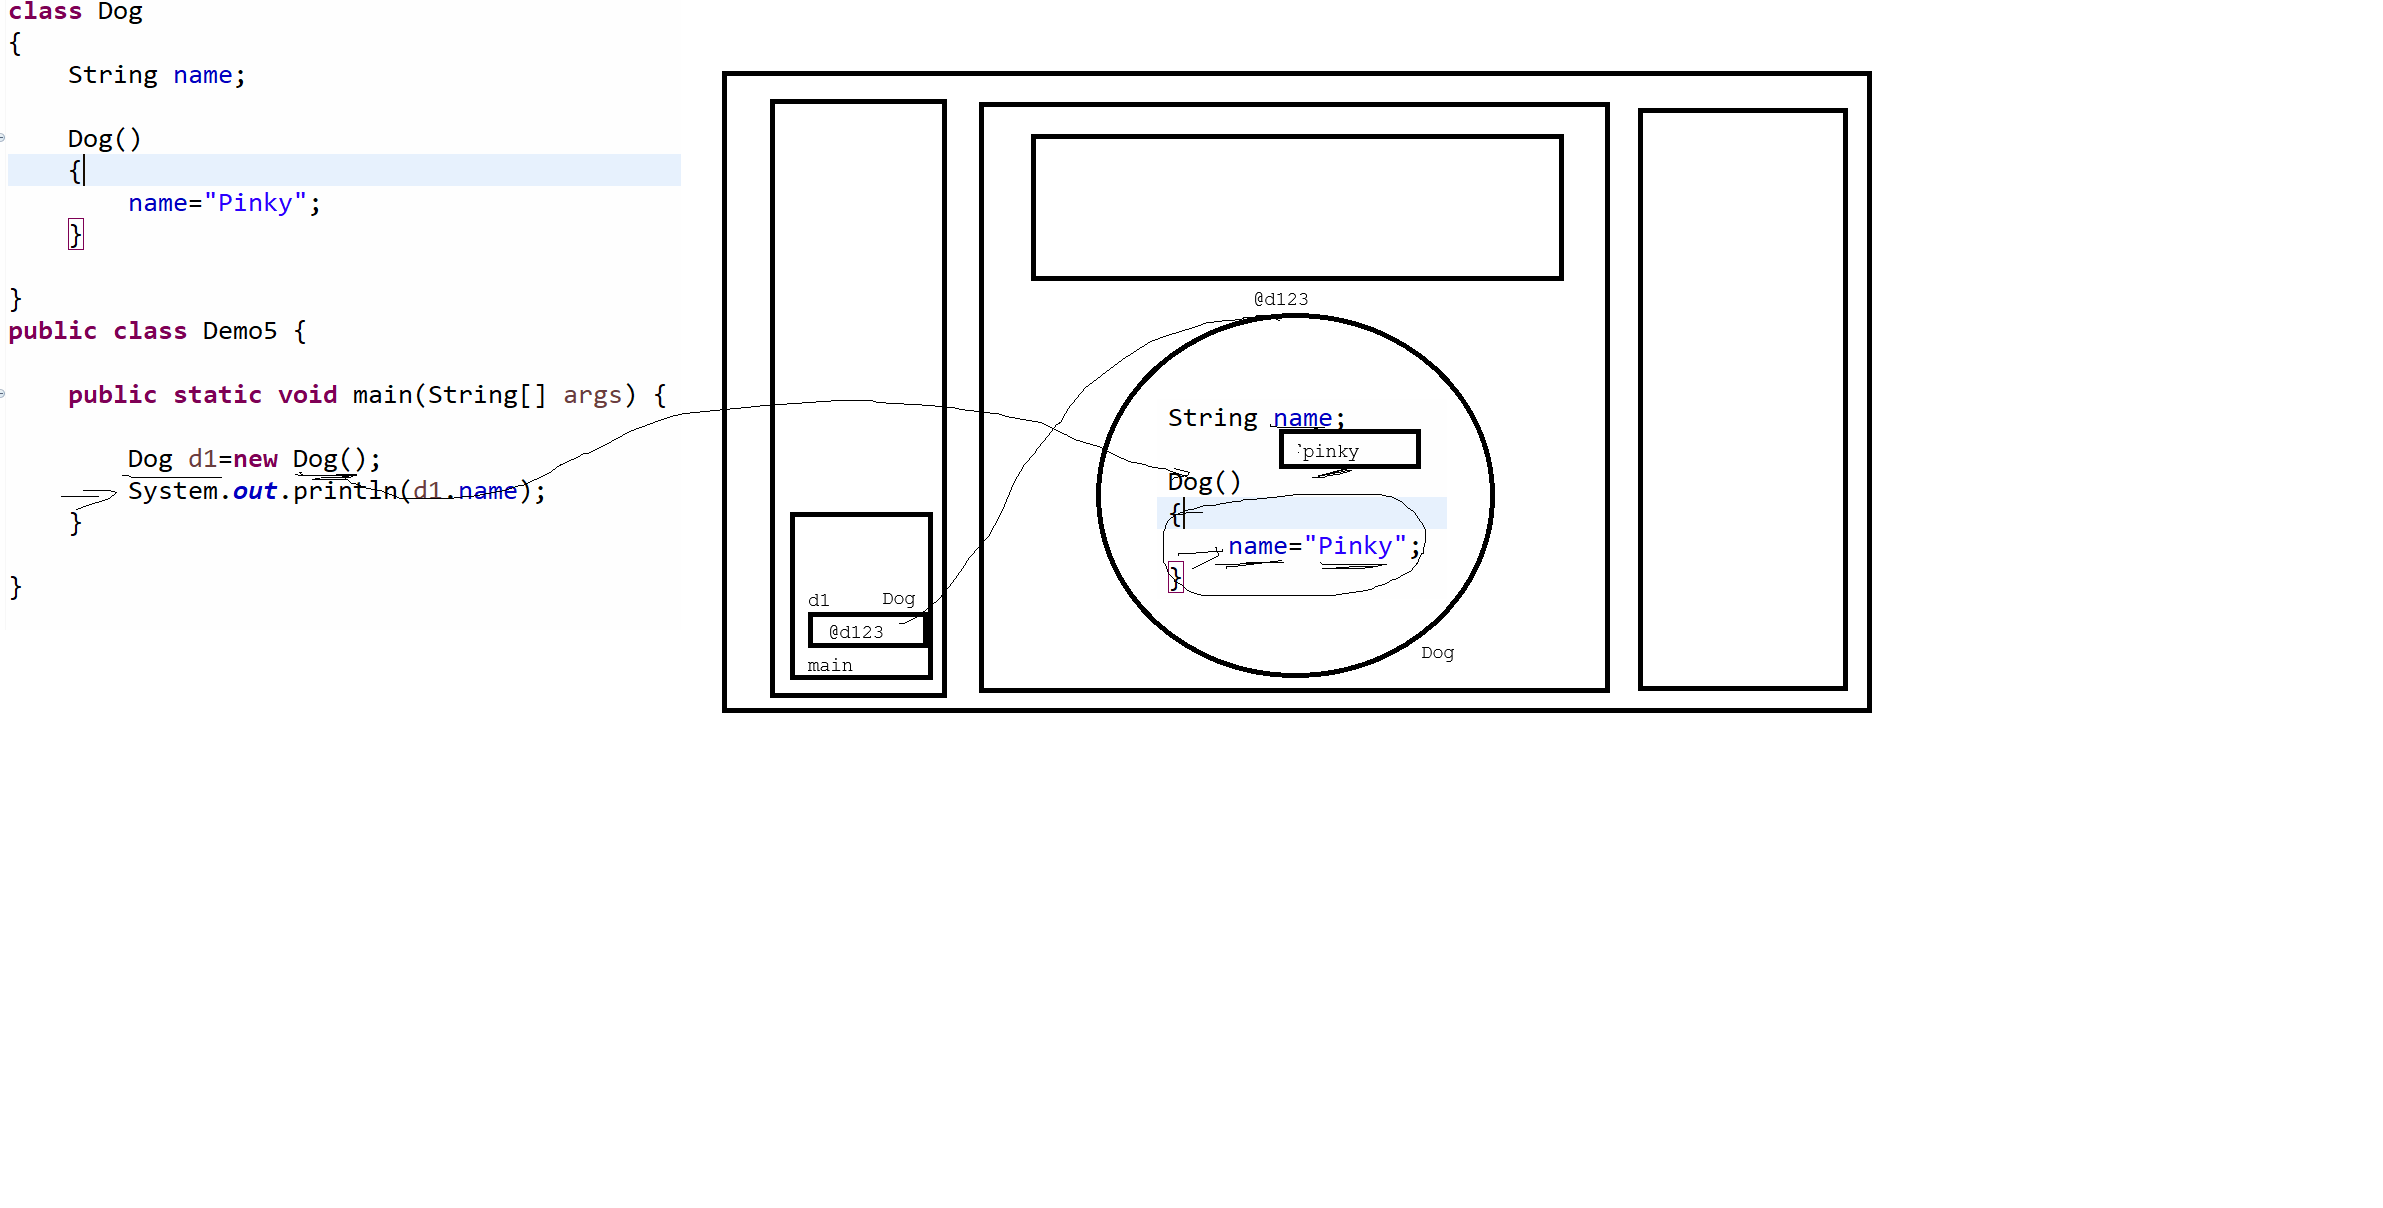 class Dog
{
String name;
Dog()
{
name="Pinky";
}
}
public class Demo5 {
public static void main(String[] args) {
Dog d1=new Dog();
System.out.println(d1.name);
}
}
@d123
String name;
pinky
Dog()
{
name="Pinky";
}
Dog
d1 Dog
@d123
main